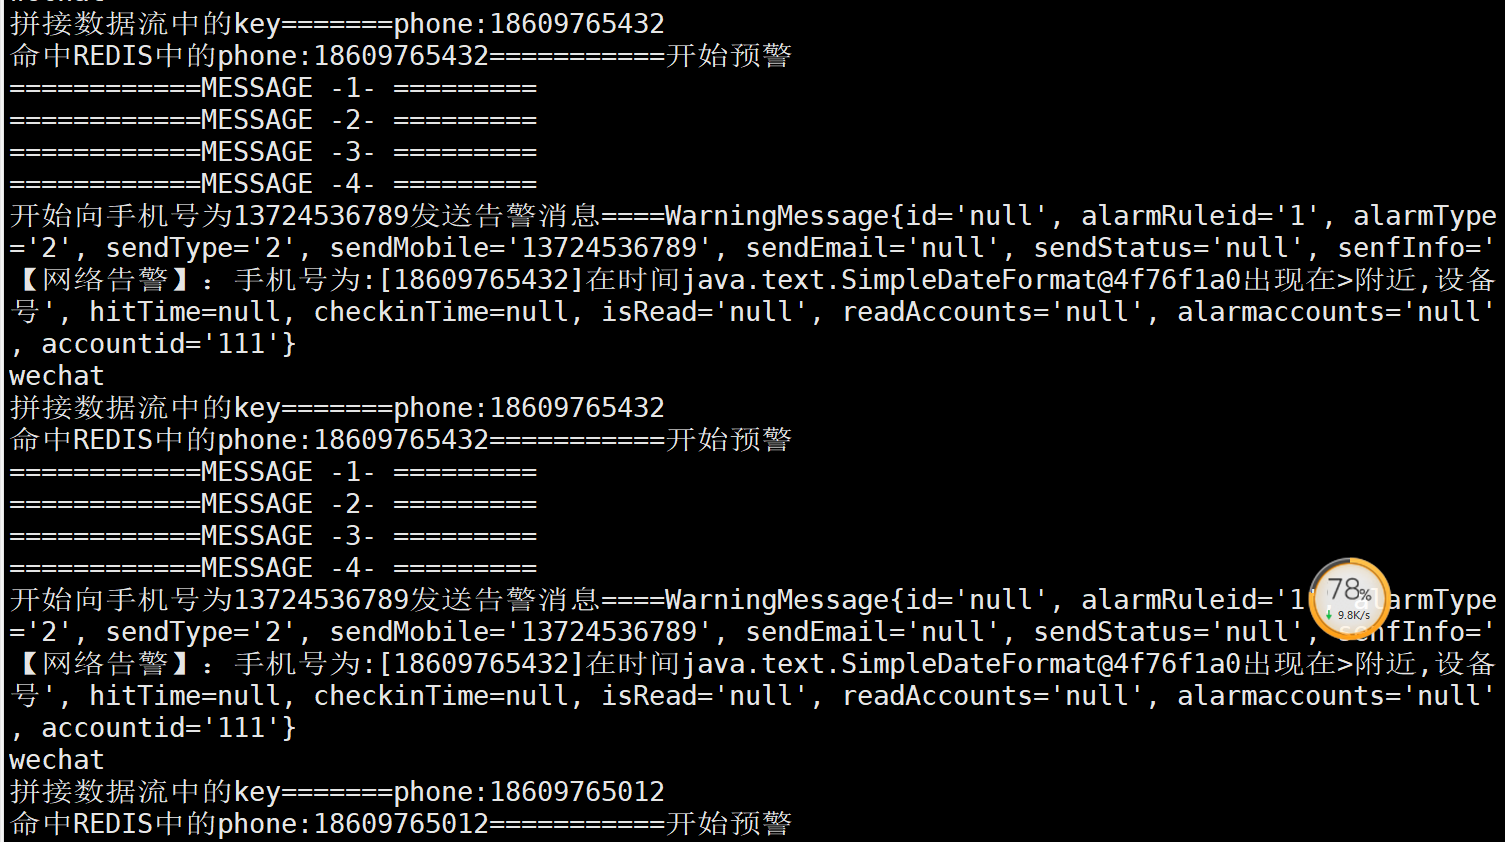 拼接数据流中的key=======phone:18609765432
命中REDIS中的phone:18609765432===========开始预警
============MESSAGE -1- =========
============MESSAGE -2- =========
============MESSAGE -3- =========
============MESSAGE -4- =========
开始向手机号为13724536789发送告警消息====WarningMessage{id='null', alarmRuleid='1', alarmType
='2', sendType='2', sendMobile='13724536789', sendEmail='null', sendStatus='null', senfInfo='
【网络告警】：手机号为:[18609765432]在时间java.text.SimpleDateFormat@4f76f1a0出现在>附近,设备
号', hitTime=null, checkinTime=null, isRead='null', readAccounts='null', alarmaccounts='null'
, accountid='111'}
wechat
拼接数据流中的key=======phone:18609765432
命中REDIS中的phone:18609765432===========开始预警
============MESSAGE -1- =========
============MESSAGE -2- =========
============MESSAGE -3- =========
============MESSAGE -4- =========
开始向手机号为13724536789发送告警消息====WarningMessage{id='null', alarmRuleid='1', alarmType
='2', sendType='2', sendMobile='13724536789', sendEmail='null', sendStatus='null', senfInfo='
【网络告警】：手机号为:[18609765432]在时间java.text.SimpleDateFormat@4f76f1a0出现在>附近,设备
号', hitTime=null, checkinTime=null, isRead='null', readAccounts='null', alarmaccounts='null'
, accountid='111'}
wechat
拼接数据流中的key=======phone:18609765012
命中REDIS中的phone:18609765012===========开始预警
78%
9.8K/s